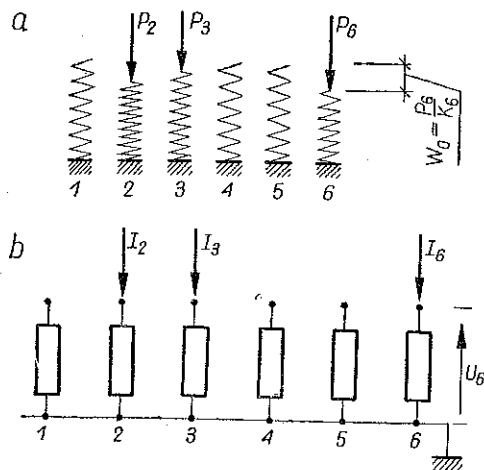 a
P₂ P₃ P₆
W₀ = P₆/K₆
1 2 3 4 5 6
b
I₂ I₃ I₆
U₆
1 2 3 4 5 6